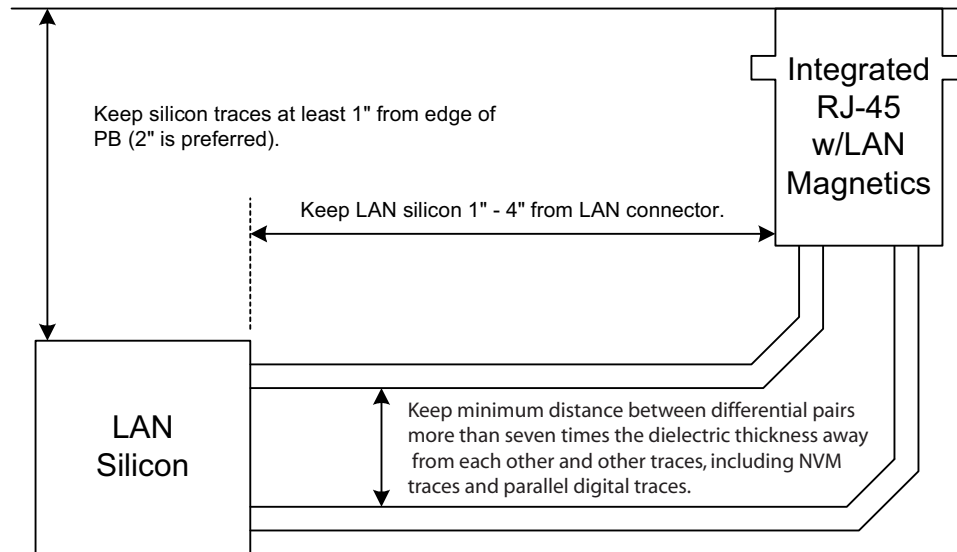 Keep silicon traces at least 1" from edge of
PB (2" is preferred).
Integrated
RJ-45
w/LAN
Magnetics
Keep LAN silicon 1" - 4" from LAN connector.
LAN
Silicon
Keep minimum distance between differential pairs
more than seven times the dielectric thickness away
from each other and other traces, including NVM
traces and parallel digital traces.